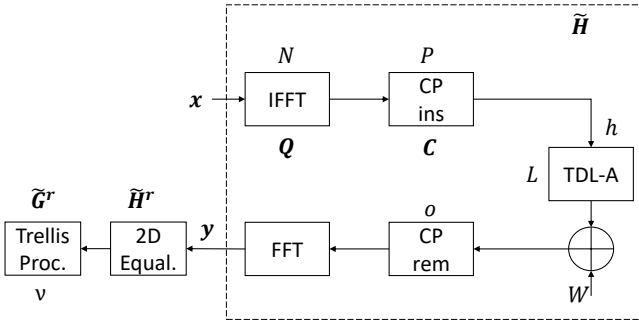 H̃
N
P
x
IFFT
CP
ins
Q
C
h
L
TDL-A
G̃ʳ
H̃ʳ
y
o
Trellis
Proc.
2D
Equal.
FFT
CP
rem
ν
W